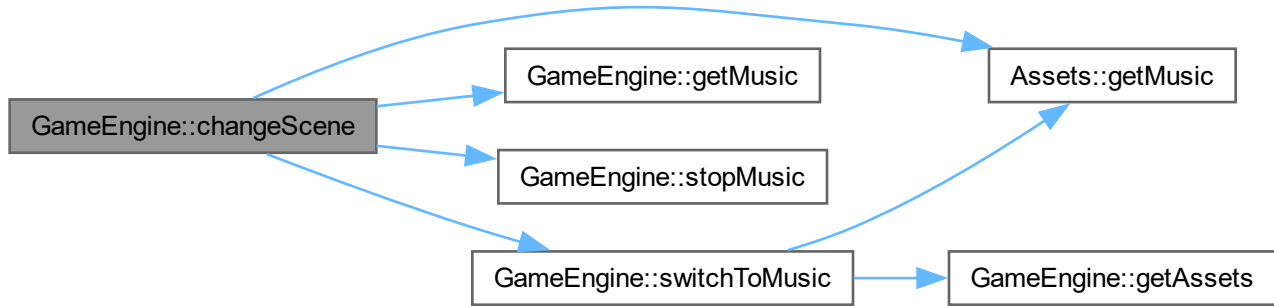 GameEngine::changeScene
GameEngine::getMusic
Assets::getMusic
GameEngine::stopMusic
GameEngine::switchToMusic
GameEngine::getAssets